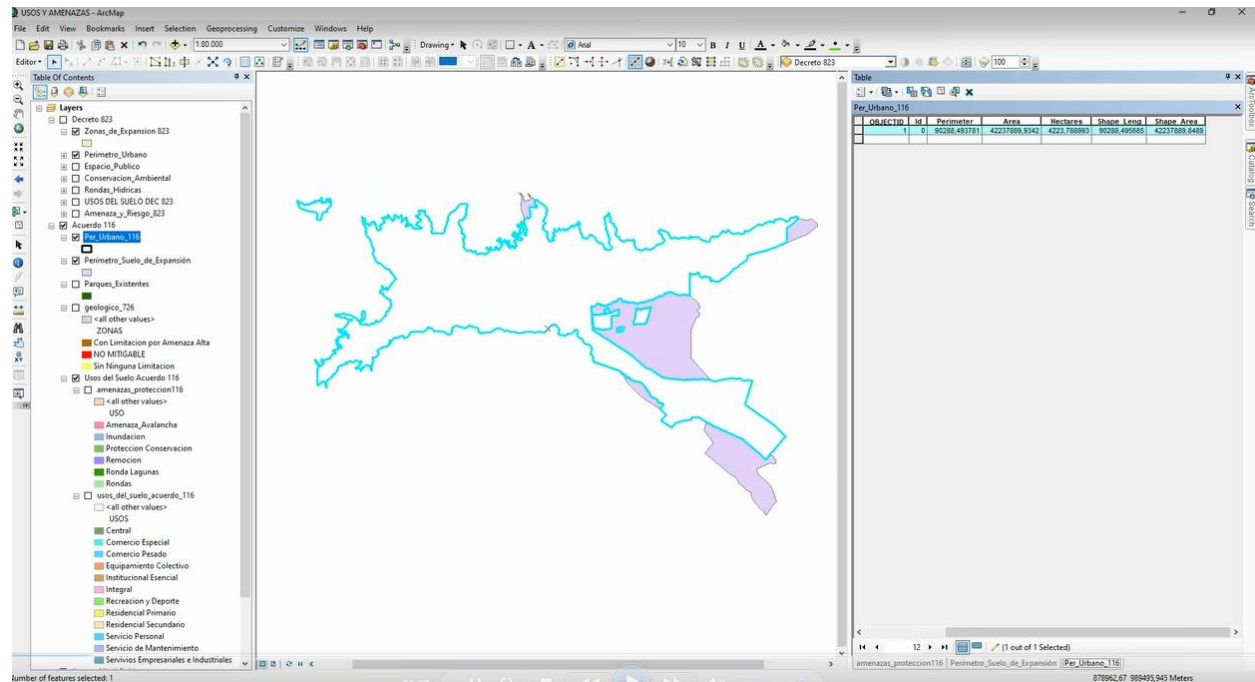 USOS Y AMENAZAS - ArcMap
File Edit View Bookmarks Insert Selection Geoprocessing Customize Windows Help
1:80.000 Drawing Arial 10 B I U A
Editor Decreto 823 100
Table Of Contents
Layers
Decreto 823
Zonas_de_Expansion 823
Perimetro_Urbano
Espacio_Publico
Conservacion_Ambiental
Rondas_Hidricas
USOS DEL SUELO DEC 823
Amenaza_y_Riesgo_823
Acuerdo 116
Per_Urbano_116
Perimetro_Suelo_de_Expansión
Parques_Existentes
geologico_726
<all other values>
ZONAS
Con Limitacion por Amenaza Alta
NO MITIGABLE
Sin Ninguna Limitacion
Usos del Suelo Acuerdo 116
amenazas_proteccion116
<all other values>
USO
Amenaza_Avalancha
Inundacion
Proteccion Conservacion
Remocion
Ronda Lagunas
Rondas
usos_del_suelo_acuerdo_116
<all other values>
USOS
Central
Comercio Especial
Comercio Pesado
Equipamiento Colectivo
Institucional Esencial
Integral
Recreacion y Deporte
Residencial Primario
Residencial Secundario
Servicio Personal
Servicio de Mantenimiento
Servivios Empresariales e Industriales
Table
Per_Urbano_116
OBJECTID Id Perimeter Area Hectares Shape_Leng Shape_Area
1 0 90288,493781 42237889,9342 4223,788993 90288,495685 42237889,8489
12 (1 out of 1 Selected)
amenazas_proteccion116 Perimetro_Suelo_de_Expansión Per_Urbano_116
ArcToolbox
Catalog
Search
Number of features selected: 1
878962,67 989495,945 Meters